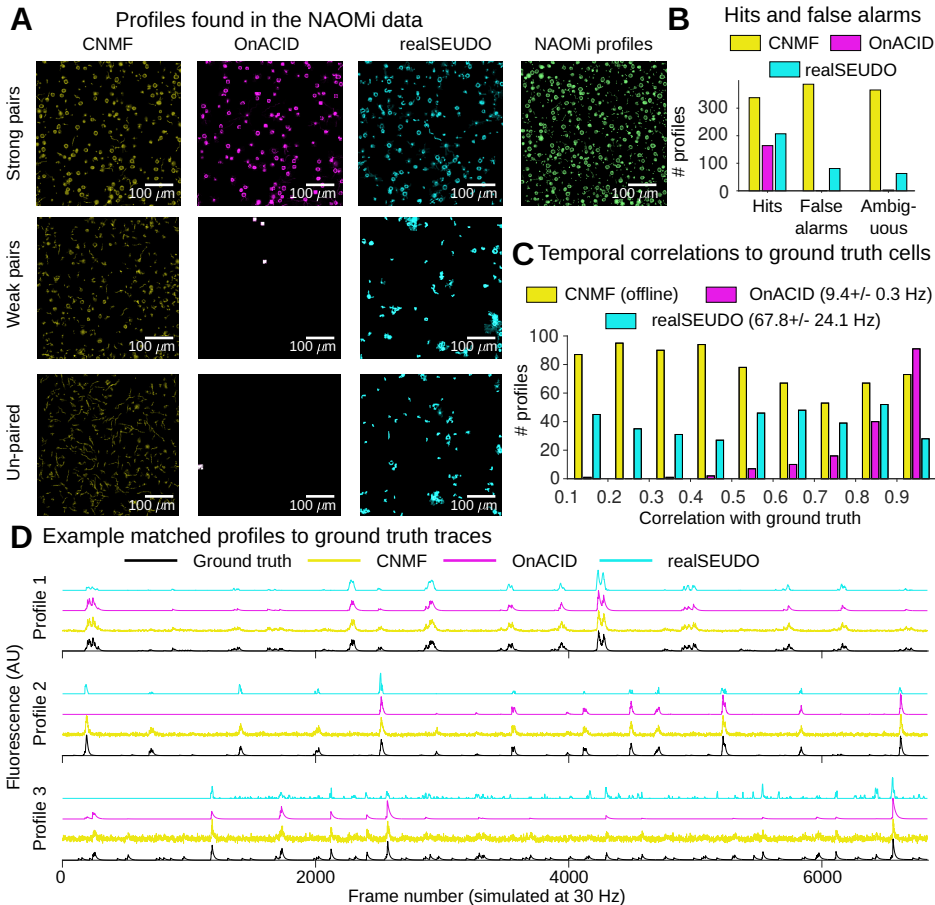 A Profiles found in the NAOMi data
CNMF OnACID realSEUDO NAOMi profiles
Strong pairs
100 μm 100 μm 100 μm 100 μm
Weak pairs
100 μm 100 μm 100 μm
Un-paired
100 μm 100 μm 100 μm
B Hits and false alarms
CNMF OnACID
realSEUDO
# profiles
300
200
100
0
Hits False alarms Ambig-uous
C Temporal correlations to ground truth cells
CNMF (offline) OnACID (9.4+/- 0.3 Hz)
realSEUDO (67.8+/- 24.1 Hz)
# profiles
100
80
60
40
20
0
0.1 0.2 0.3 0.4 0.5 0.6 0.7 0.8 0.9
Correlation with ground truth
D Example matched profiles to ground truth traces
Ground truth CNMF OnACID realSEUDO
Fluorescence (AU)
Profile 1
Profile 2
Profile 3
0 2000 4000 6000
Frame number (simulated at 30 Hz)